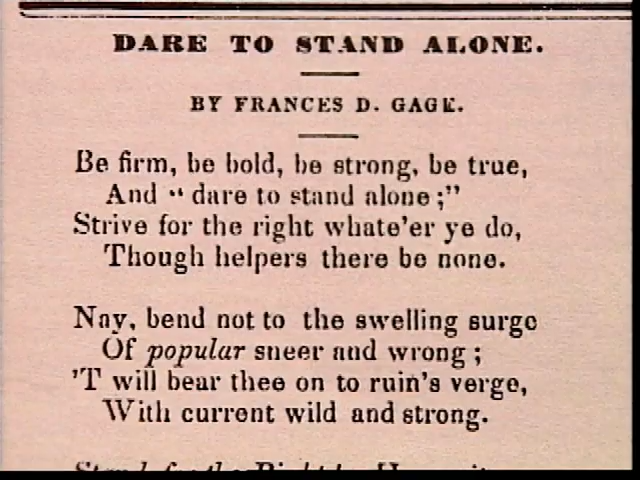 DARE TO STAND ALONE.
BY FRANCES D. GAGE.
Be firm, be bold, be strong, be true,
And “ dare to stand alone ;”
Strive for the right whate'er ye do,
Though helpers there be none.
Nay, bend not to the swelling surge
Of popular sneer and wrong ;
'T will bear thee on to ruin's verge,
With current wild and strong.